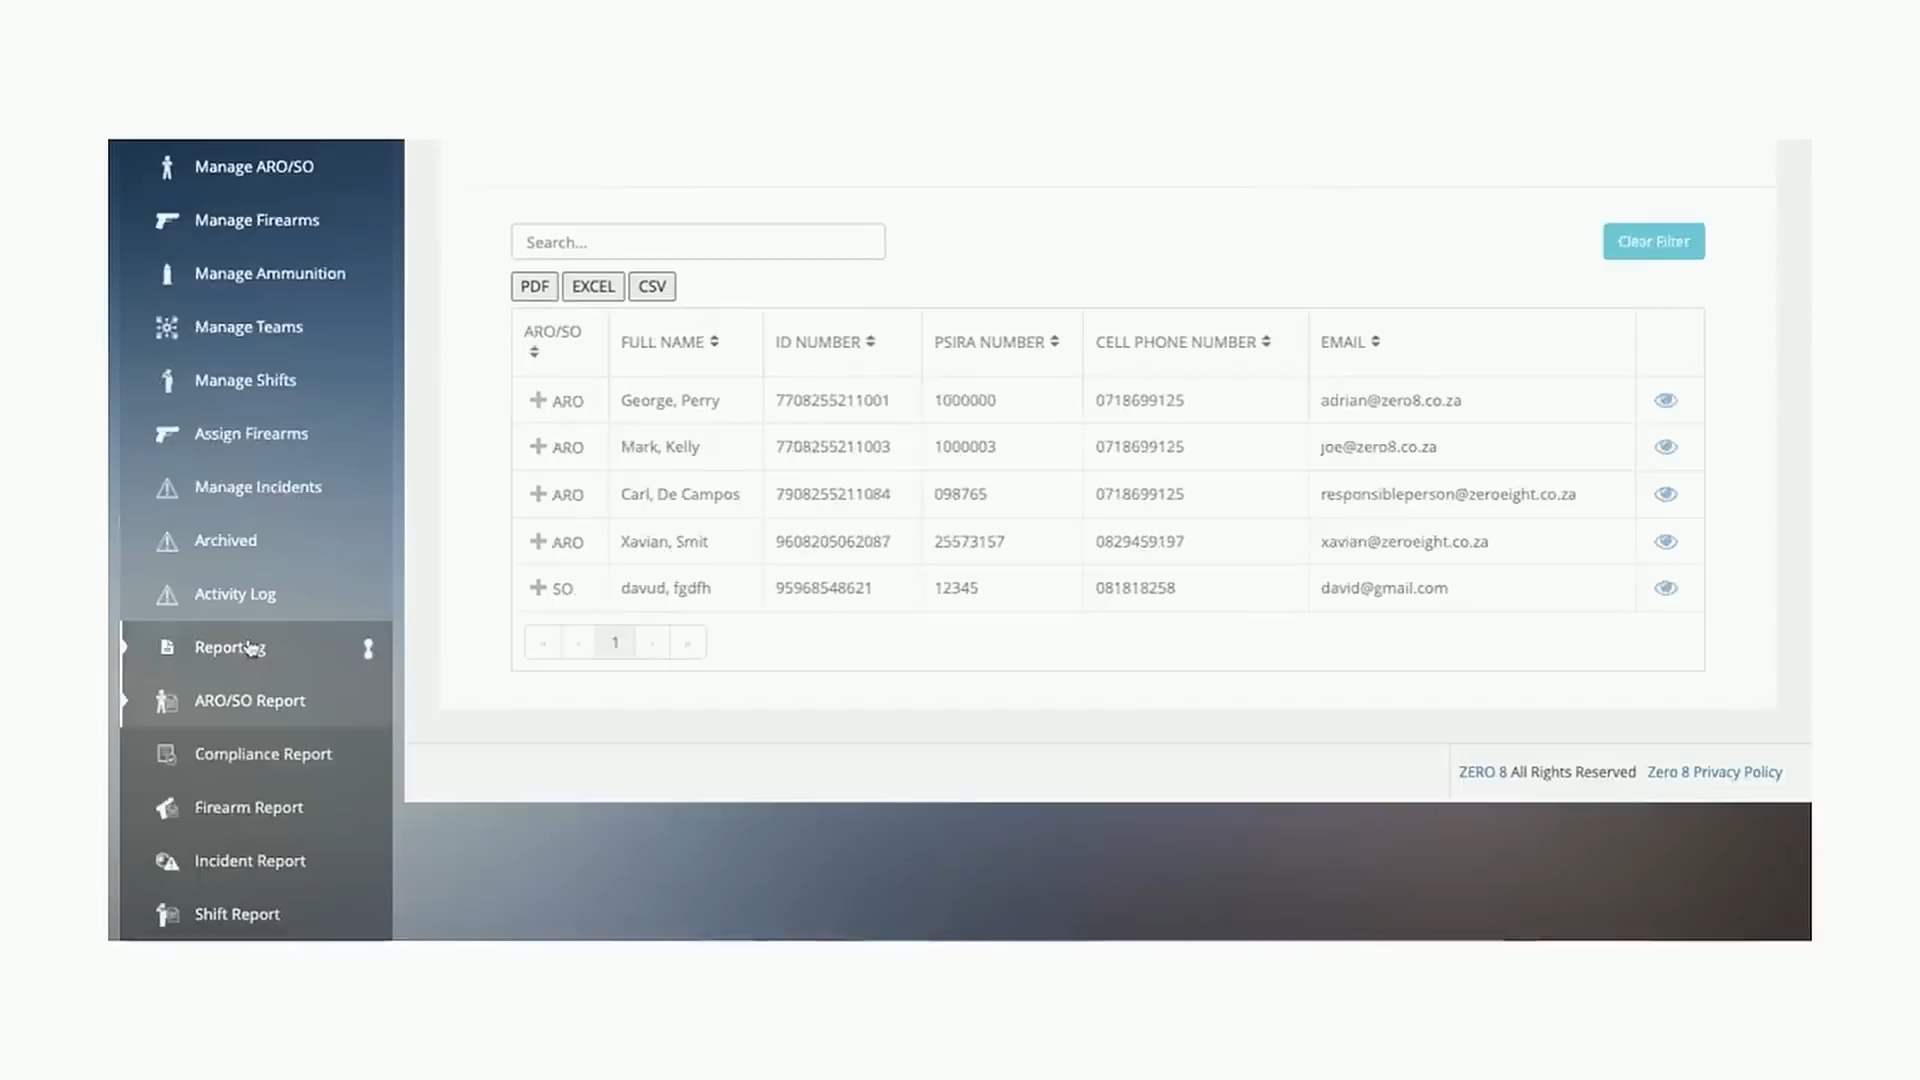 Manage ARO/SO
Manage Firearms
Manage Ammunition
Manage Teams
Manage Shifts
Assign Firearms
Manage Incidents
Archived
Activity Log
Reporting
ARO/SO Report
Compliance Report
Firearm Report
Incident Report
Shift Report
Search...
Clear Filter
PDF EXCEL CSV
ARO/SO FULL NAME ID NUMBER PSIRA NUMBER CELL PHONE NUMBER EMAIL
ARO George, Perry 7708255211001 1000000 0718699125 adrian@zero8.co.za
ARO Mark, Kelly 7708255211003 1000003 0718699125 joe@zero8.co.za
ARO Carl, De Campos 7908255211084 098765 0718699125 responsibleperson@zeroeight.co.za
ARO Xavian, Smit 9608205062087 25573157 0829459197 xavian@zeroeight.co.za
SO davud, fgdfh 95968548621 12345 081818258 david@gmail.com
« ‹ 1 › »
ZERO 8 All Rights Reserved Zero 8 Privacy Policy